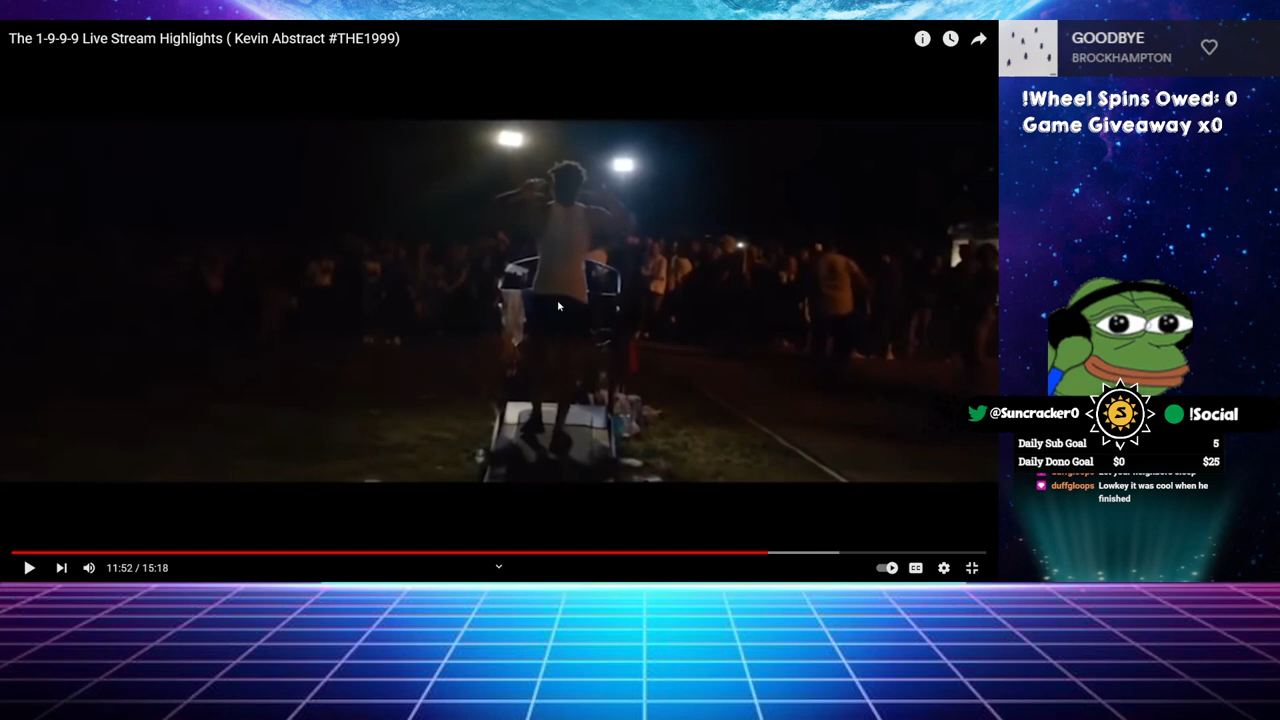 The 1-9-9-9 Live Stream Highlights ( Kevin Abstract #THE1999)
GOODBYE
BROCKHAMPTON
!Wheel Spins Owed: 0
Game Giveaway x0
@Suncracker0
S
!Social
Daily Sub Goal 5
Daily Dono Goal $0 $25
duffgloops Lowkey it was cool when he
finished
11:52 / 15:18
CC